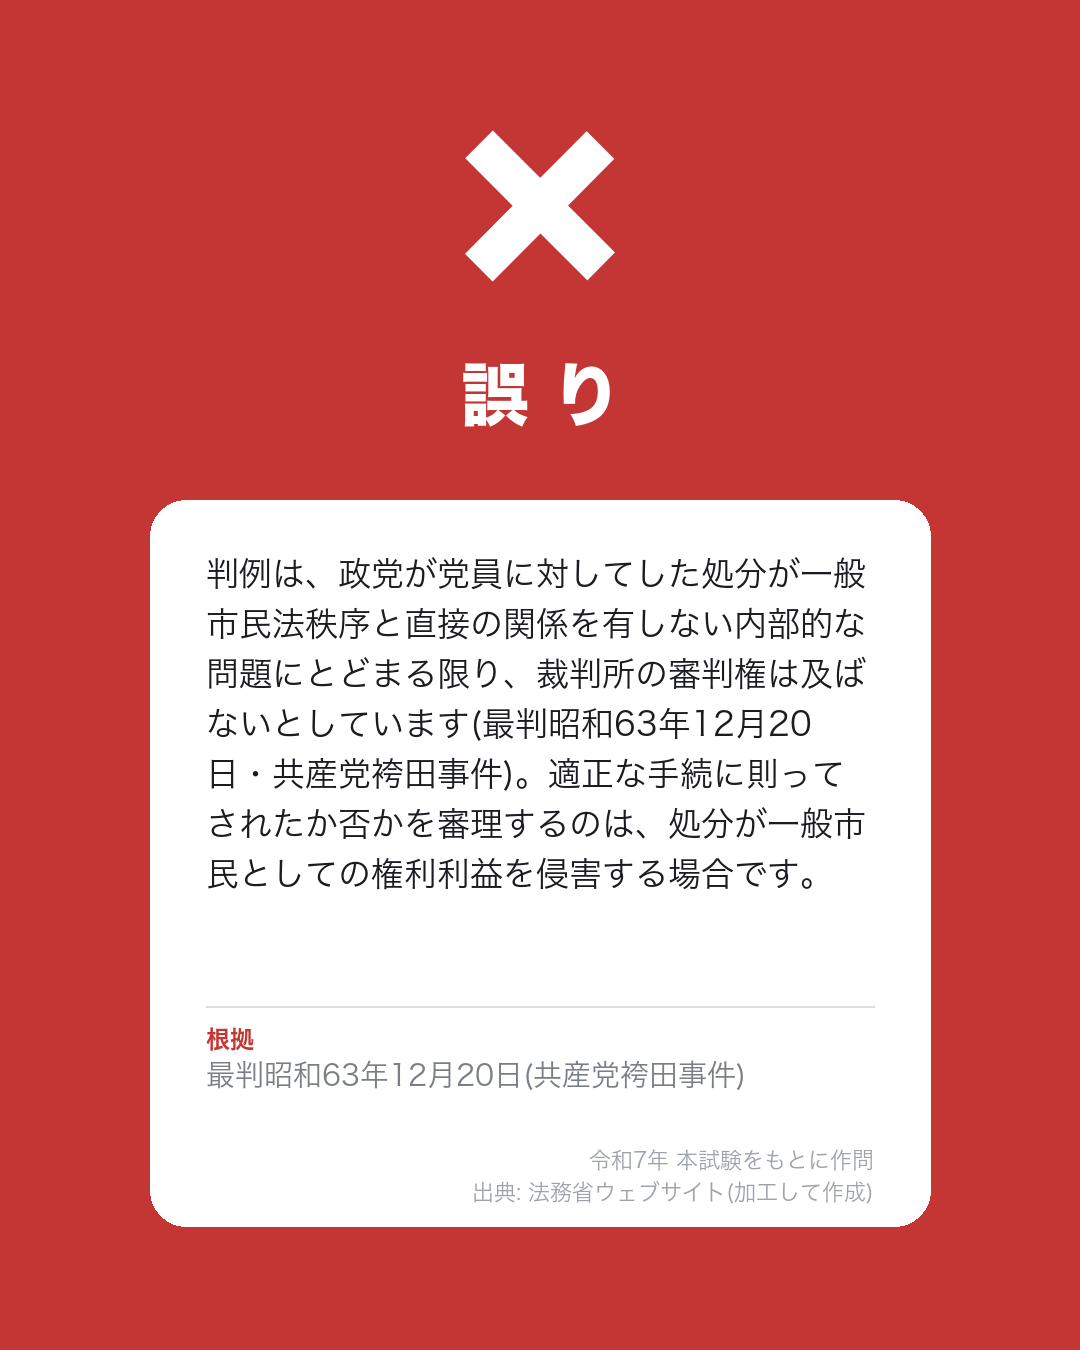 誤り
判例は、政党が党員に対してした処分が一般
市民法秩序と直接の関係を有しない内部的な
問題にとどまる限り、裁判所の審判権は及ば
ないとしています(最判昭和63年12月20
日・共産党袴田事件)。適正な手続に則って
されたか否かを審理するのは、処分が一般市
民としての権利利益を侵害する場合です。
根拠
最判昭和63年12月20日(共産党袴田事件)
令和7年 本試験をもとに作問
出典: 法務省ウェブサイト(加工して作成)